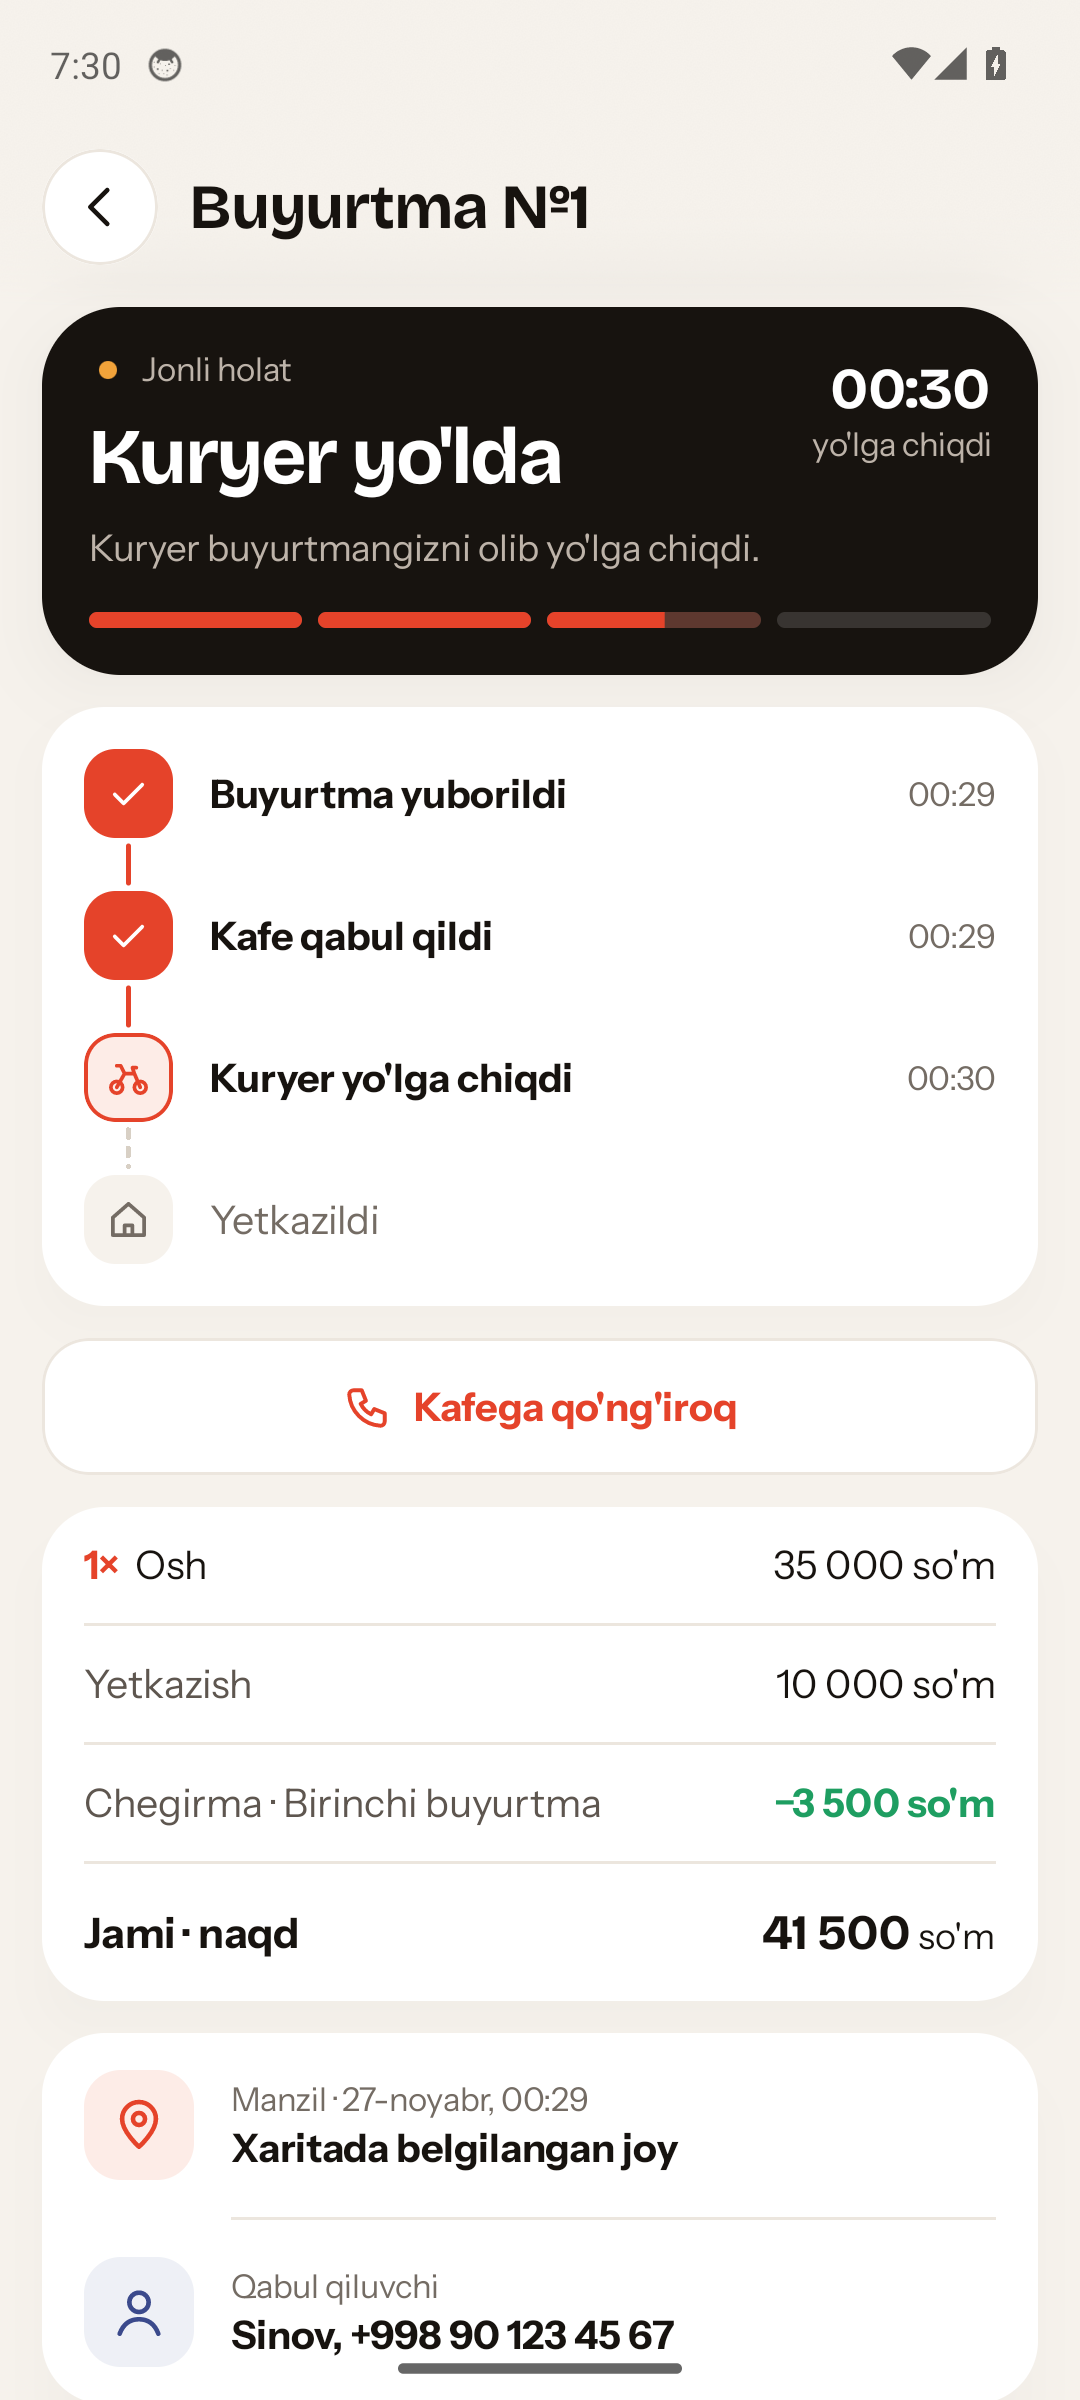 7:30
Buyurtma №1
Jonli holat
00:30
yo'lga chiqdi
Kuryer yo'lda
Kuryer buyurtmangizni olib yo'lga chiqdi.
Buyurtma yuborildi 00:29
Kafe qabul qildi 00:29
Kuryer yo'lga chiqdi 00:30
Yetkazildi
Kafega qo'ng'iroq
1× Osh 35 000 so'm
Yetkazish 10 000 so'm
Chegirma · Birinchi buyurtma −3 500 so'm
Jami · naqd 41 500 so'm
Manzil · 27-noyabr, 00:29
Xaritada belgilangan joy
Qabul qiluvchi
Sinov, +998 90 123 45 67